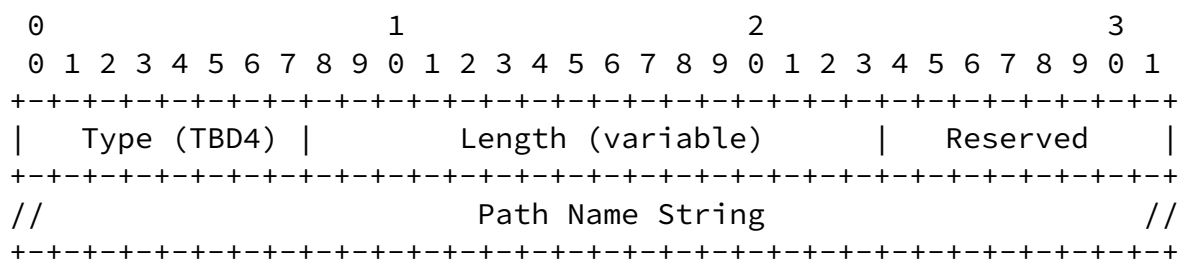 0                   1                   2                   3
 0 1 2 3 4 5 6 7 8 9 0 1 2 3 4 5 6 7 8 9 0 1 2 3 4 5 6 7 8 9 0 1
+-+-+-+-+-+-+-+-+-+-+-+-+-+-+-+-+-+-+-+-+-+-+-+-+-+-+-+-+-+-+-+-+
|   Type (TBD4) |        Length (variable)      |   Reserved    |
+-+-+-+-+-+-+-+-+-+-+-+-+-+-+-+-+-+-+-+-+-+-+-+-+-+-+-+-+-+-+-+-+
//                        Path Name String                     //
+-+-+-+-+-+-+-+-+-+-+-+-+-+-+-+-+-+-+-+-+-+-+-+-+-+-+-+-+-+-+-+-+